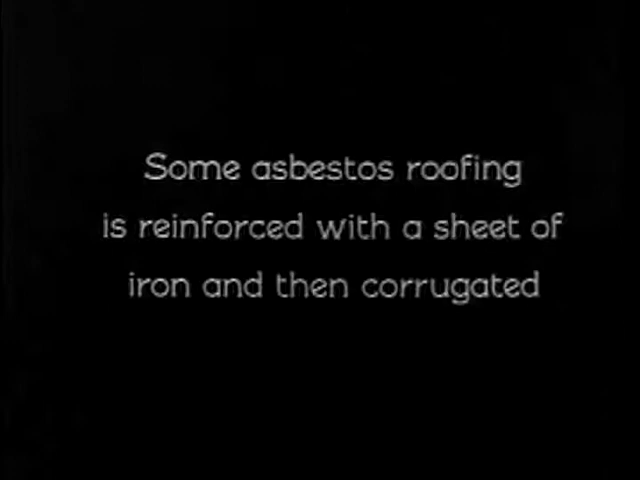 Some asbestos roofing
is reinforced with a sheet of
iron and then corrugated